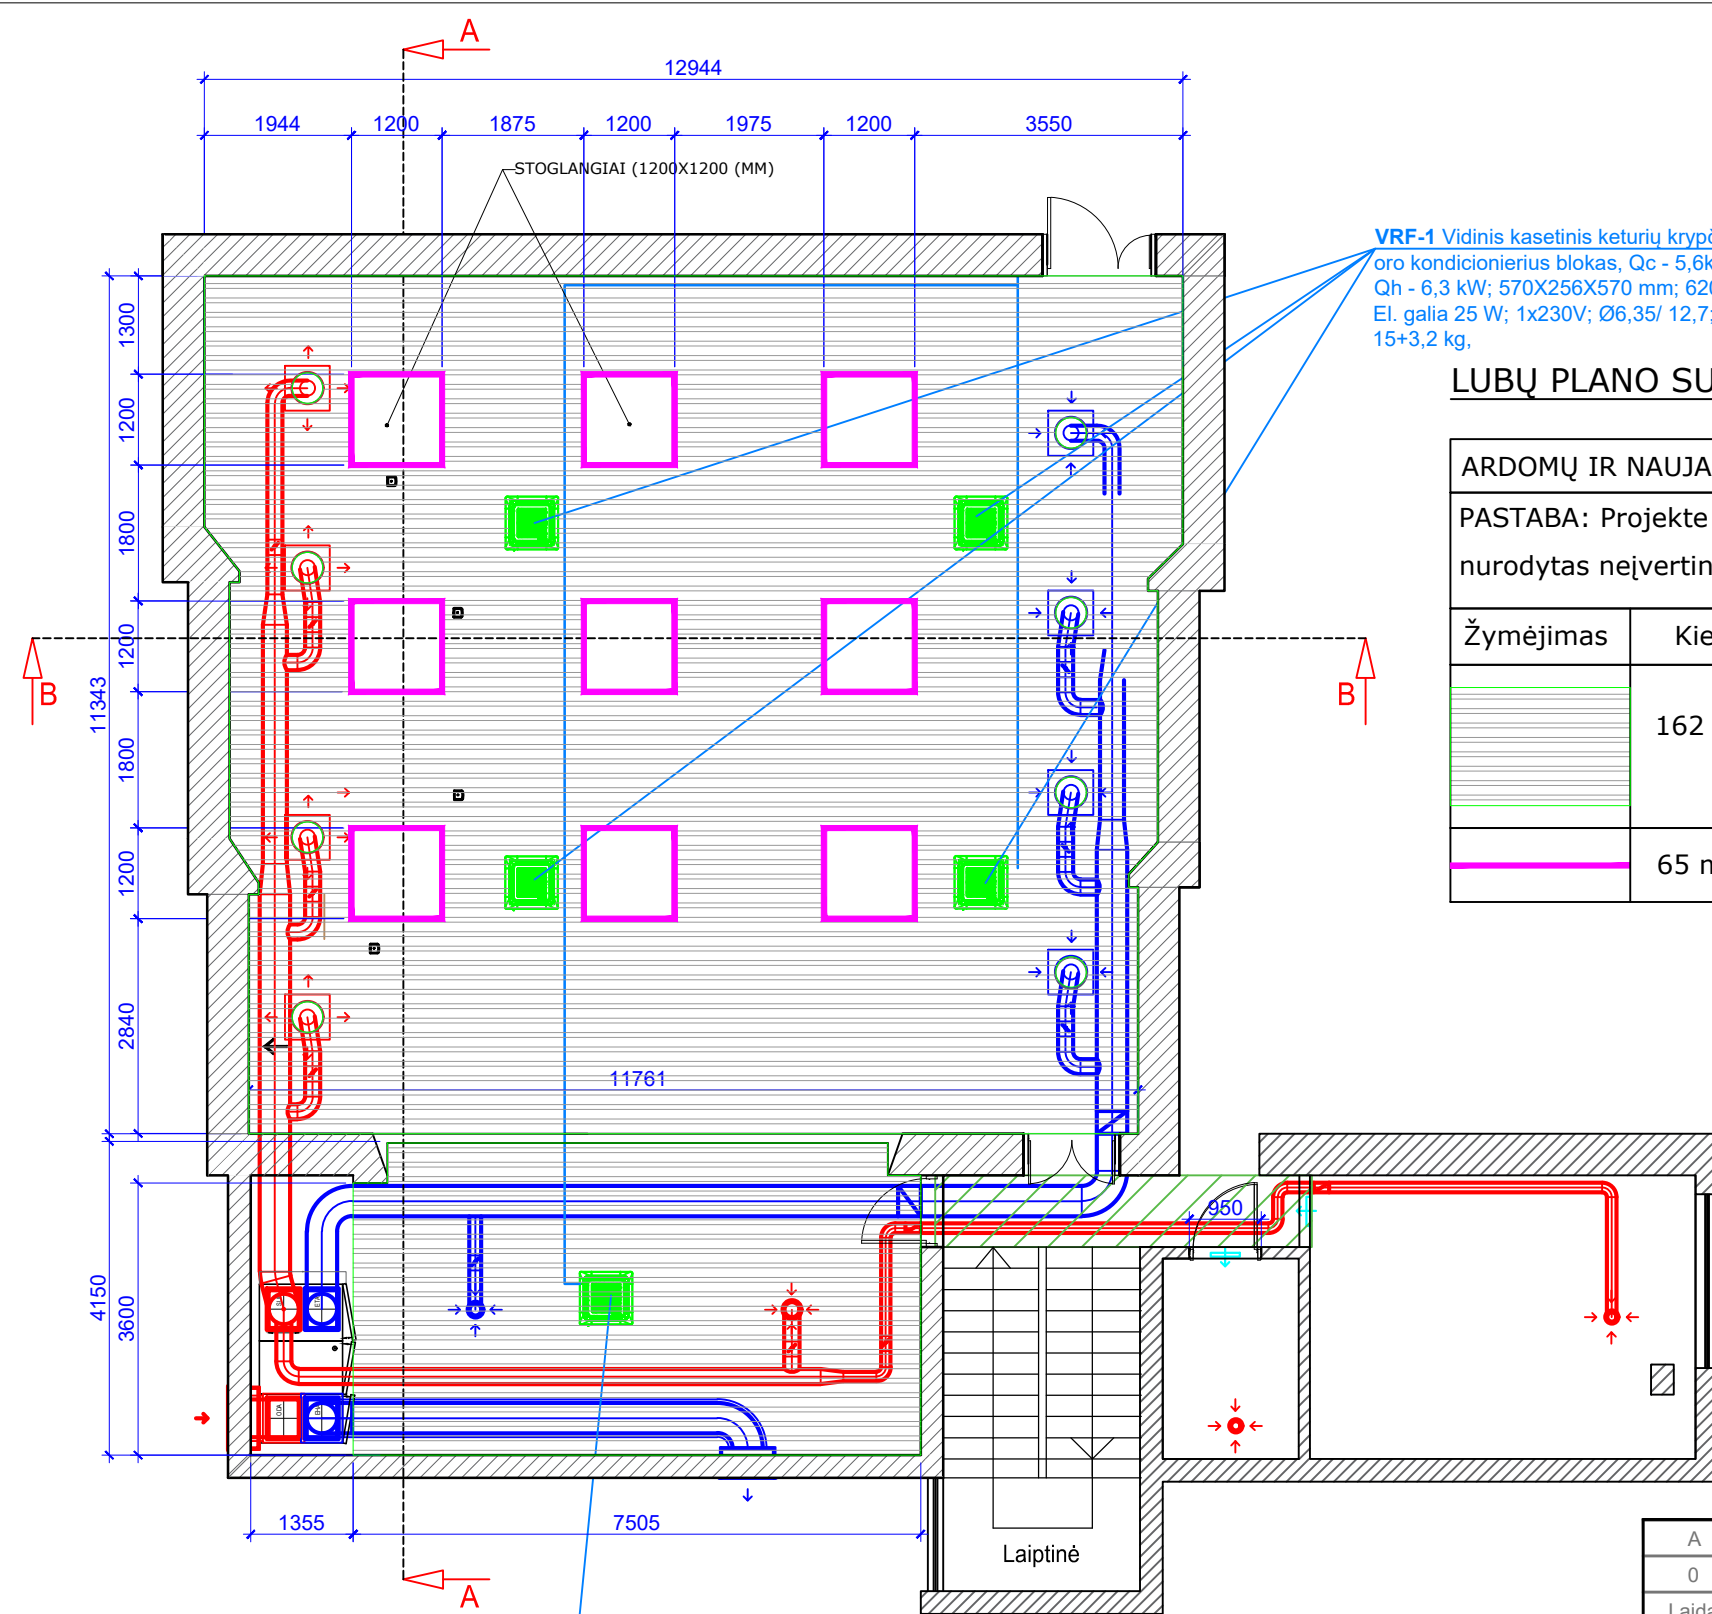 A
12944
1944
1200
1875
1200
1975
1200
3550
STOGLANGIAI (1200X1200 (MM)
VRF-1 Vidinis kasetinis keturių krypč
oro kondicionierius blokas, Qc - 5,6k
Qh - 6,3 kW; 570X256X570 mm; 620
El. galia 25 W; 1x230V; Ø6,35/ 12,7;
15+3,2 kg,
LUBŲ PLANO SU
ARDOMŲ IR NAUJA
PASTABA: Projekte
nurodytas neįvertin
Žymėjimas
Kie
162
65 m
1300
1200
1800
1200
11343
1800
1200
2840
B
B
11761
950
4150
3600
1355
7505
Laiptinė
A
A
0
Laida